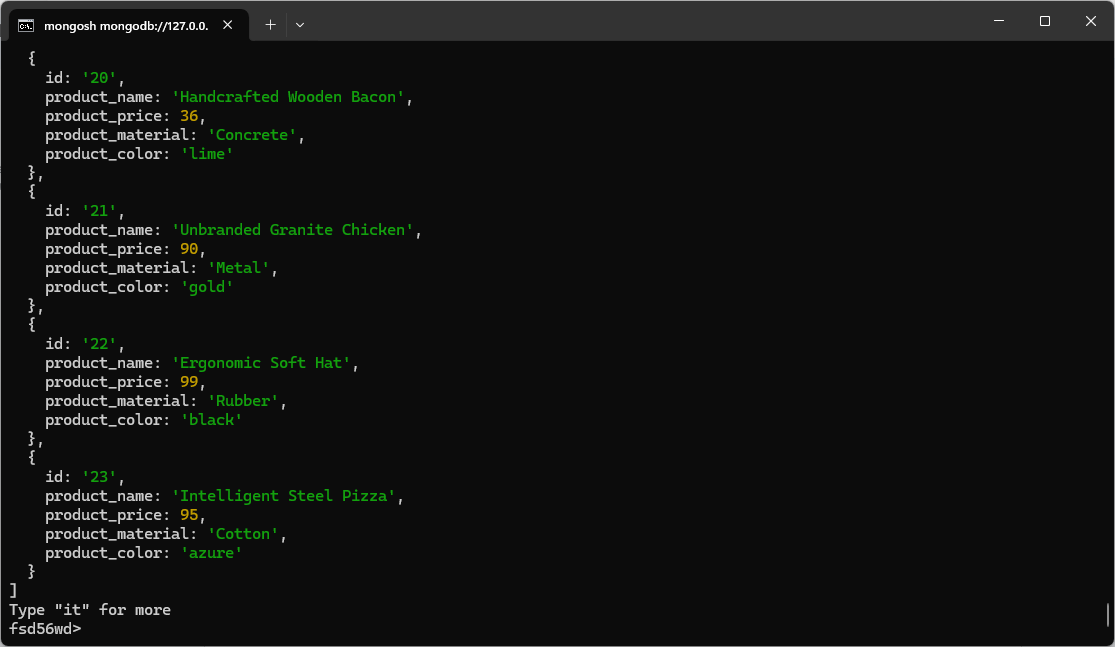 mongosh mongodb://127.0.0.
{
id: '20',
product_name: 'Handcrafted Wooden Bacon',
product_price: 36,
product_material: 'Concrete',
product_color: 'lime'
},
{
id: '21',
product_name: 'Unbranded Granite Chicken',
product_price: 90,
product_material: 'Metal',
product_color: 'gold'
},
{
id: '22',
product_name: 'Ergonomic Soft Hat',
product_price: 99,
product_material: 'Rubber',
product_color: 'black'
},
{
id: '23',
product_name: 'Intelligent Steel Pizza',
product_price: 95,
product_material: 'Cotton',
product_color: 'azure'
}
]
Type "it" for more
fsd56wd>